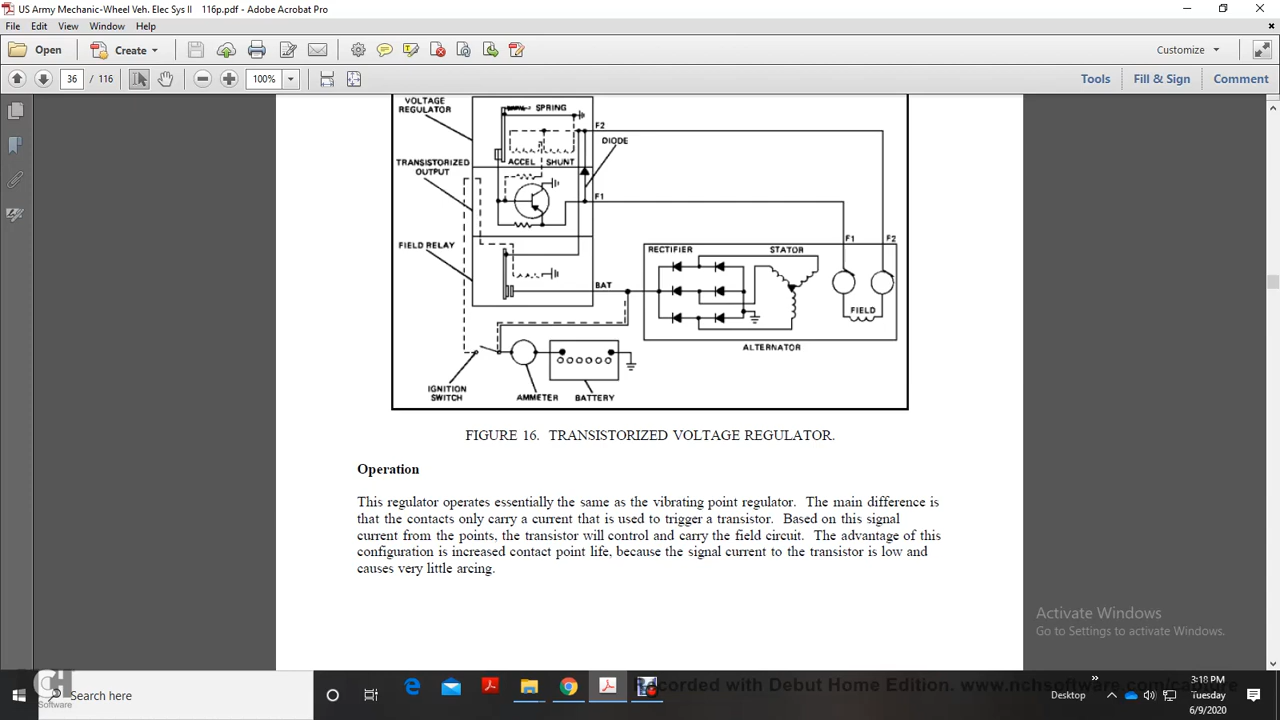 US Army Mechanic-Wheel Veh. Elec Sys II 116p.pdf - Adobe Acrobat Pro
File Edit View Window Help
Open Create Customize
36 / 116 100% Tools Fill & Sign Comment
VOLTAGE
REGULATOR
SPRING
F2
DIODE
ACCEL SHUNT
TRANSISTORIZED
OUTPUT
F1
FIELD RELAY
BAT
RECTIFIER
STATOR
F1 F2
FIELD
ALTERNATOR
IGNITION
SWITCH
AMMETER
BATTERY
FIGURE 16. TRANSISTORIZED VOLTAGE REGULATOR.
Operation
This regulator operates essentially the same as the vibrating point regulator. The main difference is
that the contacts only carry a current that is used to trigger a transistor. Based on this signal
current from the points, the transistor will control and carry the field circuit. The advantage of this
configuration is increased contact point life, because the signal current to the transistor is low and
causes very little arcing.
Activate Windows
Go to Settings to activate Windows.
Recorded with Debut Home Edition. www.nchsoftware.com/capture
NCH
Software
Search here
Desktop
3:18 PM
Tuesday
6/9/2020